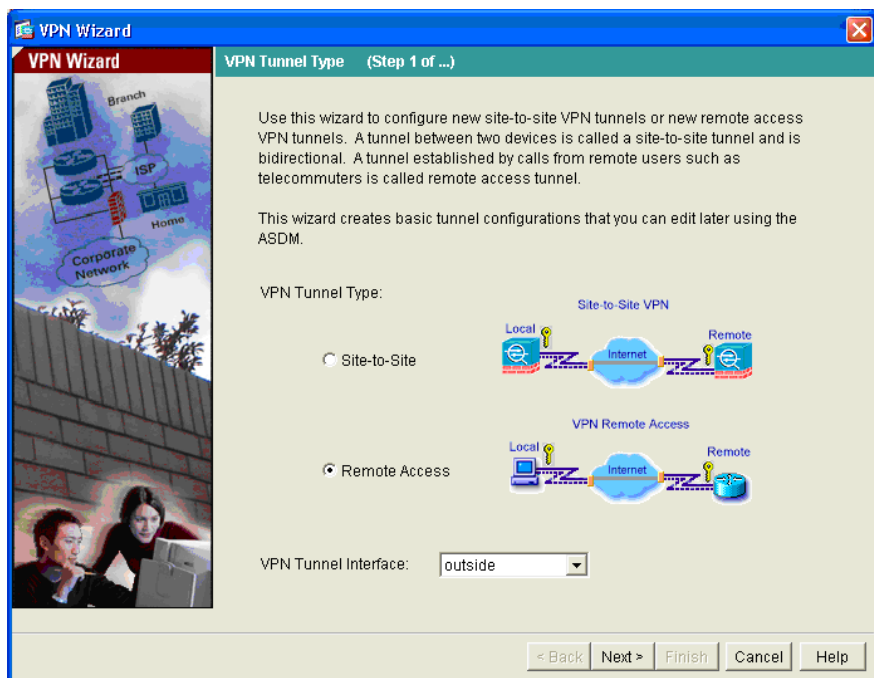 VPN Wizard
VPN Wizard
VPN Tunnel Type (Step 1 of ...)
Branch
ISP
Home
Corporate
Network
Use this wizard to configure new site-to-site VPN tunnels or new remote access
VPN tunnels. A tunnel between two devices is called a site-to-site tunnel and is
bidirectional. A tunnel established by calls from remote users such as
telecommuters is called remote access tunnel.
This wizard creates basic tunnel configurations that you can edit later using the
ASDM.
VPN Tunnel Type:
Site-to-Site VPN
Local
Remote
Site-to-Site
Internet
VPN Remote Access
Local
Remote
Remote Access
Internet
VPN Tunnel Interface: outside
< Back Next > Finish Cancel Help